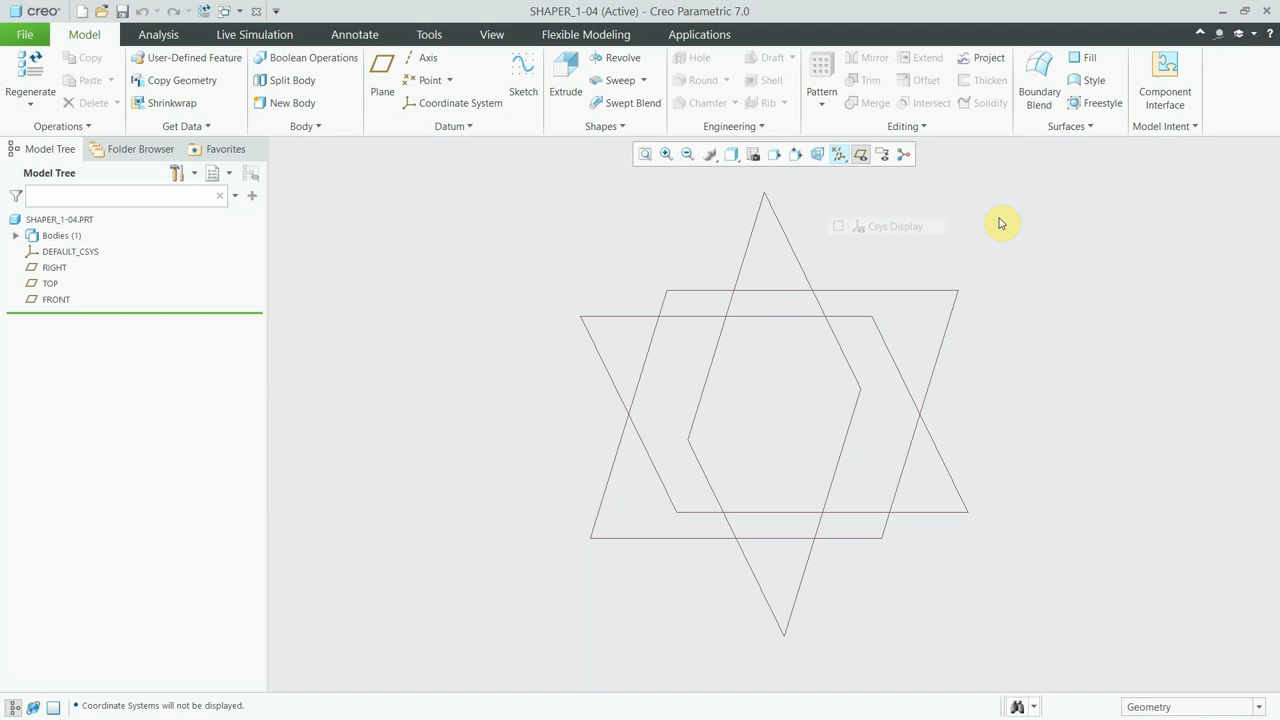 creo
SHAPER_1-04 (Active) - Creo Parametric 7.0
File Model Analysis Live Simulation Annotate Tools View Flexible Modeling Applications
Regenerate
Copy
Paste
Delete
Operations
User-Defined Feature
Copy Geometry
Shrinkwrap
Get Data
Boolean Operations
Split Body
New Body
Body
Plane
Axis
Point
Coordinate System
Sketch
Datum
Extrude
Revolve
Sweep
Swept Blend
Shapes
Hole
Round
Chamfer
Draft
Shell
Rib
Engineering
Pattern
Mirror
Trim
Merge
Extend
Offset
Intersect
Project
Thicken
Solidify
Editing
Boundary
Blend
Fill
Style
Freestyle
Surfaces
Component
Interface
Model Intent
Model Tree Folder Browser Favorites
Model Tree
SHAPER_1-04.PRT
Bodies (1)
DEFAULT_CSYS
RIGHT
TOP
FRONT
Csys Display
Coordinate Systems will not be displayed.
Geometry